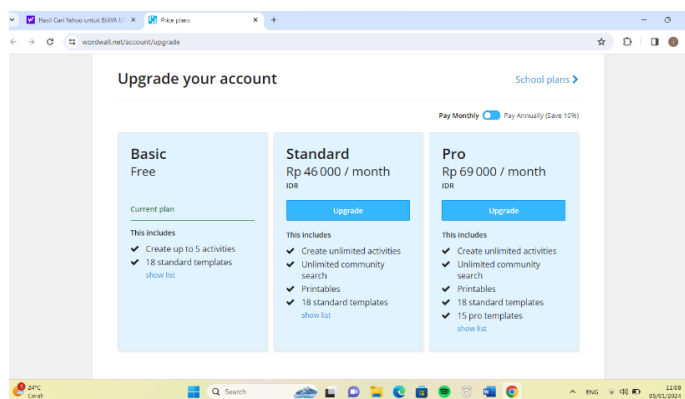 Hasil Cari Yahoo untuk BIAYA U
Price plans
wordwall.net/account/upgrade
Upgrade your account
School plans
Pay Monthly Pay Annually (Save 10%)
Basic
Free
Current plan
This includes
Create up to 5 activities
18 standard templates
show list
Standard
Rp 46 000 / month
IDR
Upgrade
This includes
Create unlimited activities
Unlimited community
search
Printables
18 standard templates
show list
Pro
Rp 69 000 / month
IDR
Upgrade
This includes
Create unlimited activities
Unlimited community
search
Printables
18 standard templates
15 pro templates
show list
24°C
Cerah
Search
ENG
11:08
05/01/2024